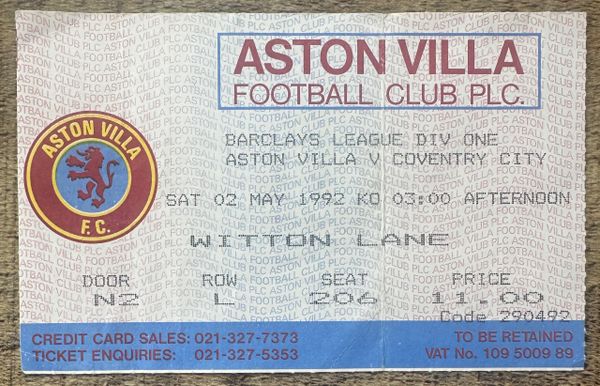 ASTON VILLA
FOOTBALL CLUB PLC.
ASTON VILLA
F.C.
BARCLAYS LEAGUE DIV ONE
ASTON VILLA V COVENTRY CITY
SAT 02 MAY 1992 KO 03:00 AFTERNOON
WITTON LANE
DOOR ROW SEAT PRICE
N2 L 206 11.00
Code 290492
CREDIT CARD SALES: 021-327-7373 TO BE RETAINED
TICKET ENQUIRIES: 021-327-5353 VAT No. 109 5009 89